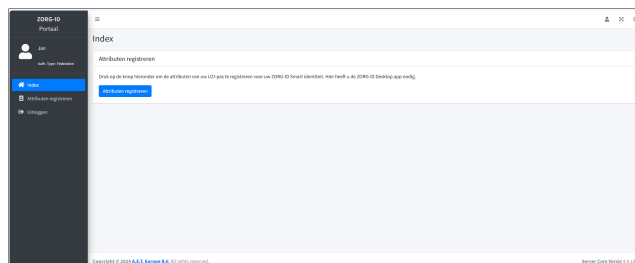 ZORG-ID
Portaal
Jan
Auth. Type: Federation
Index
Attributen registreren
Uitloggen
Index
Attributen registreren
Druk op de knop hieronder om de attributen van uw UZI-pas te registreren voor uw ZORG-ID Smart identiteit. Hier heeft u de ZORG-ID Desktop app nodig.
Attributen registreren
Copyright © 2024 A.E.T. Europe B.V. All rights reserved.
Server Core Versie